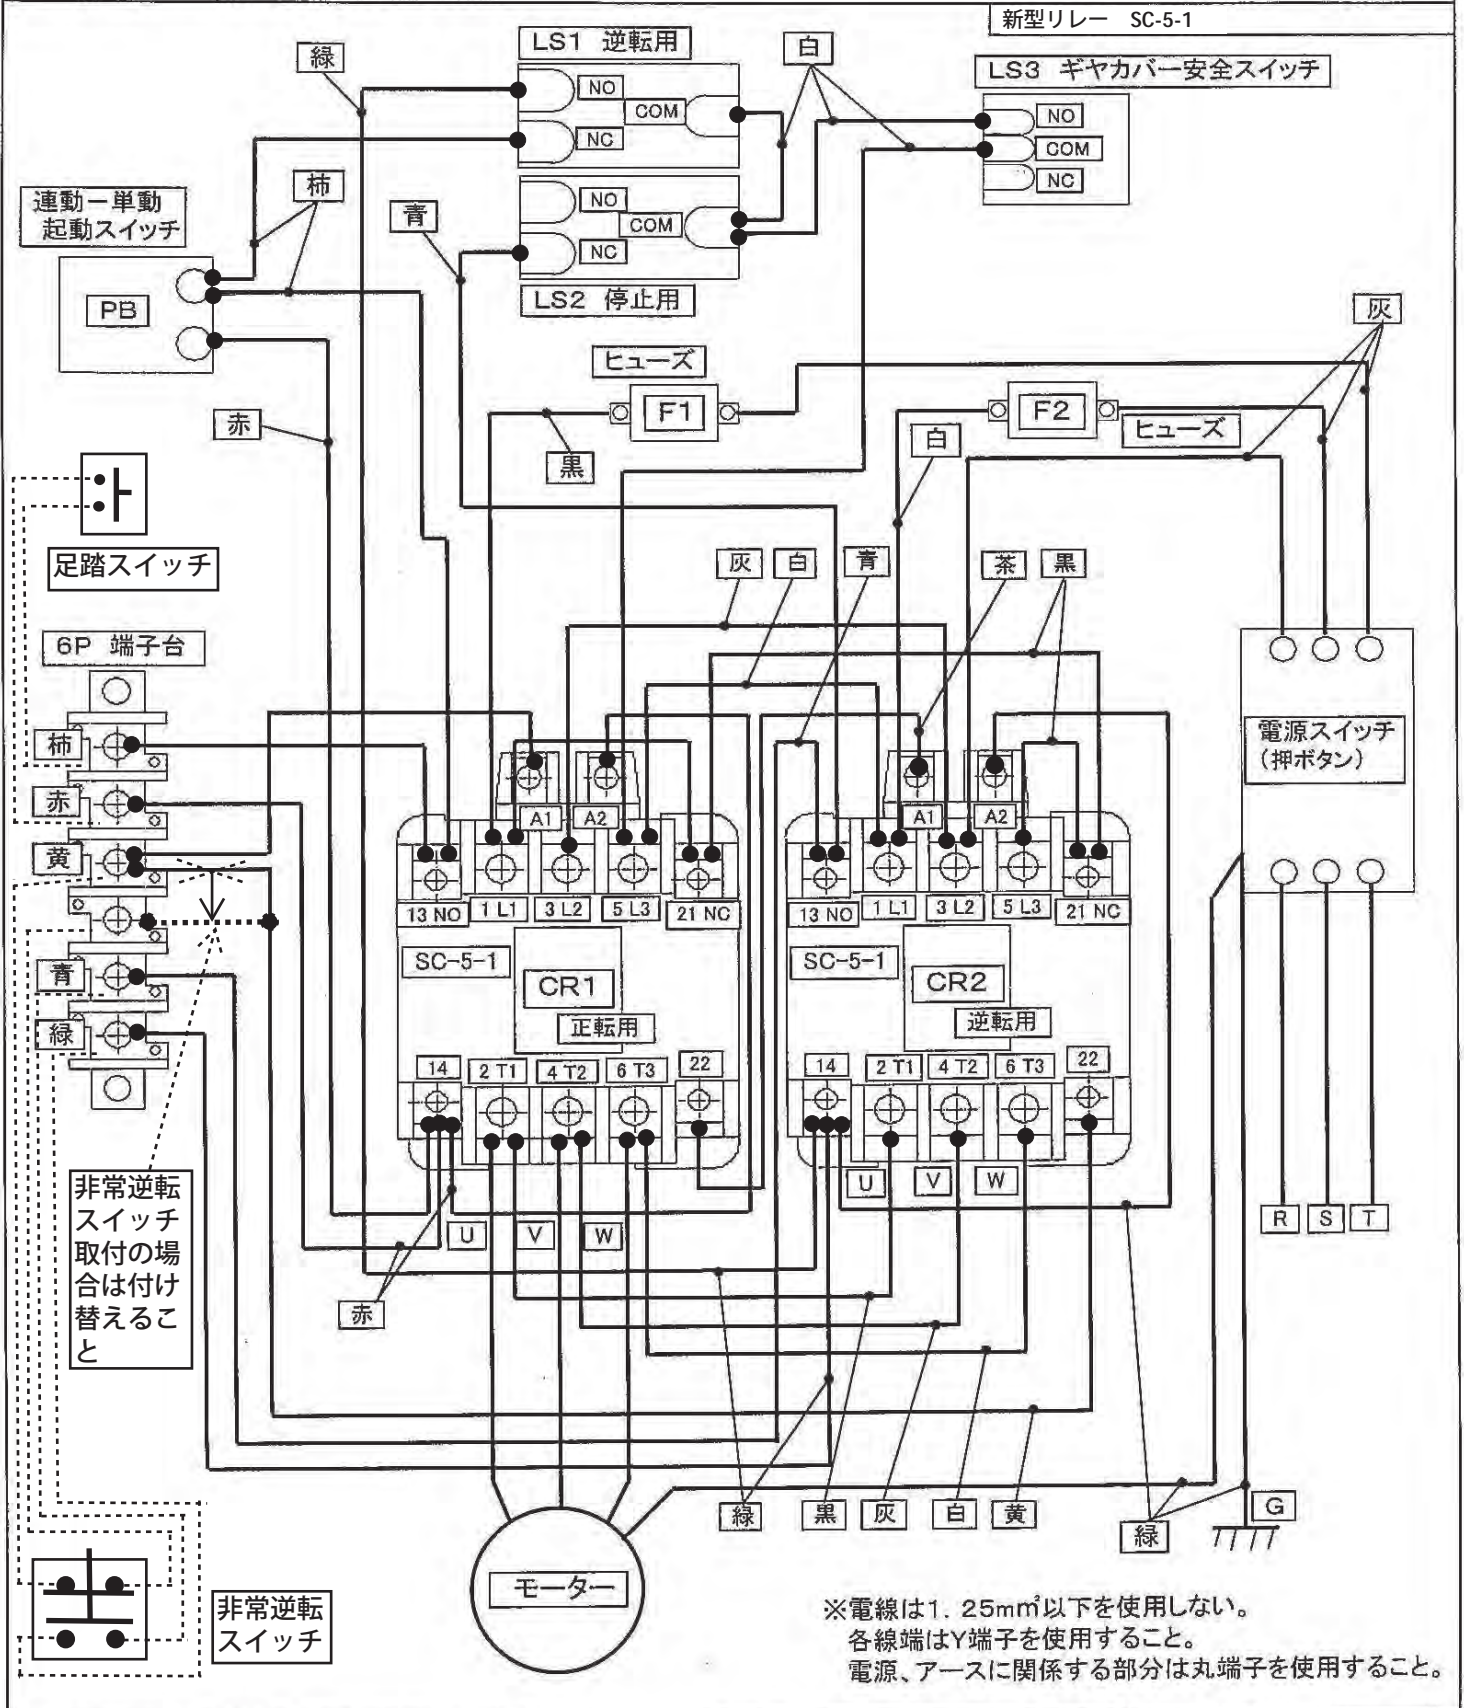 新型リレー SC-5-1
LS1 逆転用
NO
COM
NC
白
LS3 ギヤカバー安全スイッチ
NO
COM
NC
緑
柿
連動ー単動
起動スイッチ
PB
青
NO
COM
NC
LS2 停止用
灰
ヒューズ
F1
F2
ヒューズ
赤
黒
白
足踏スイッチ
灰
白
青
茶
黒
6P 端子台
柿
赤
黄
青
緑
電源スイッチ
(押ボタン)
A1
A2
13 NO
1 L1
3 L2
5 L3
21 NC
SC-5-1
CR1
正転用
14
2 T1
4 T2
6 T3
22
A1
A2
13 NO
1 L1
3 L2
5 L3
21 NC
SC-5-1
CR2
逆転用
14
2 T1
4 T2
6 T3
22
非常逆転
スイッチ
取付の場
合は付け
替えるこ
と
U
V
W
U
V
W
R
S
T
赤
緑
黒
灰
白
黄
緑
G
モーター
非常逆転
スイッチ
※電線は1.25m㎡以下を使用しない。
各線端はY端子を使用すること。
電源、アースに関係する部分は丸端子を使用すること。